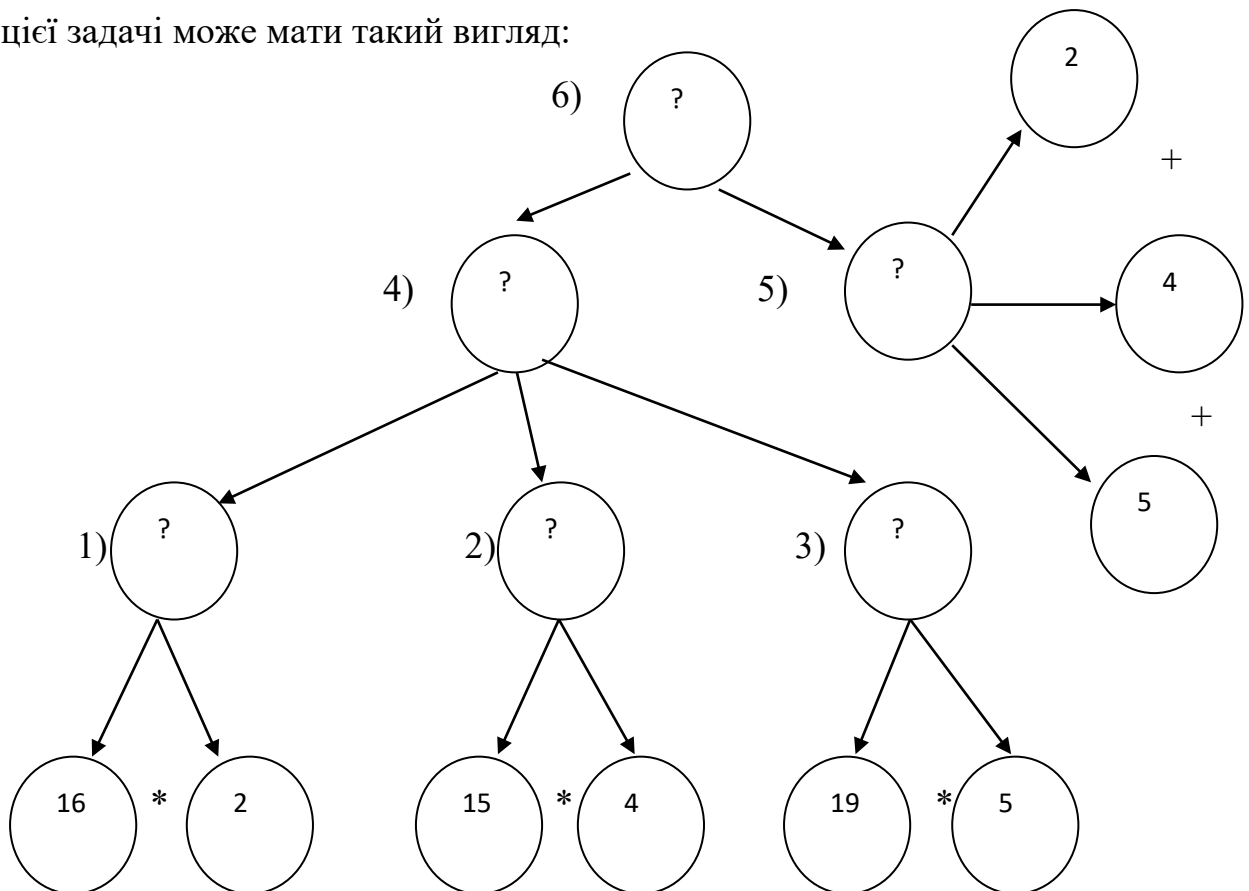 цієї задачі може мати такий вигляд:
2
6) ?
+
4) ?
5) ?
4
+
1) ?
2) ?
3) ?
5
16 * 2
15 * 4
19 * 5